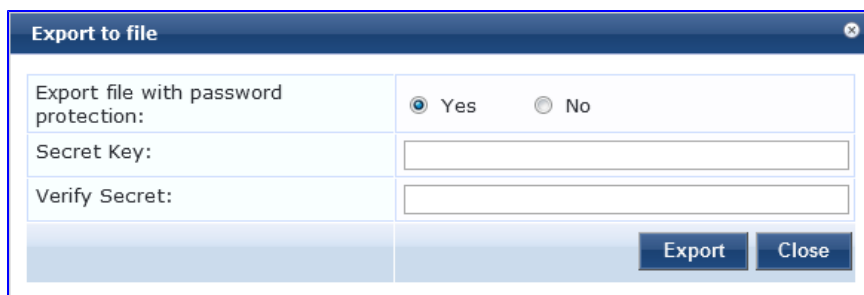 Export to file
Export file with password
protection:
Yes No
Secret Key:
Verify Secret:
Export Close